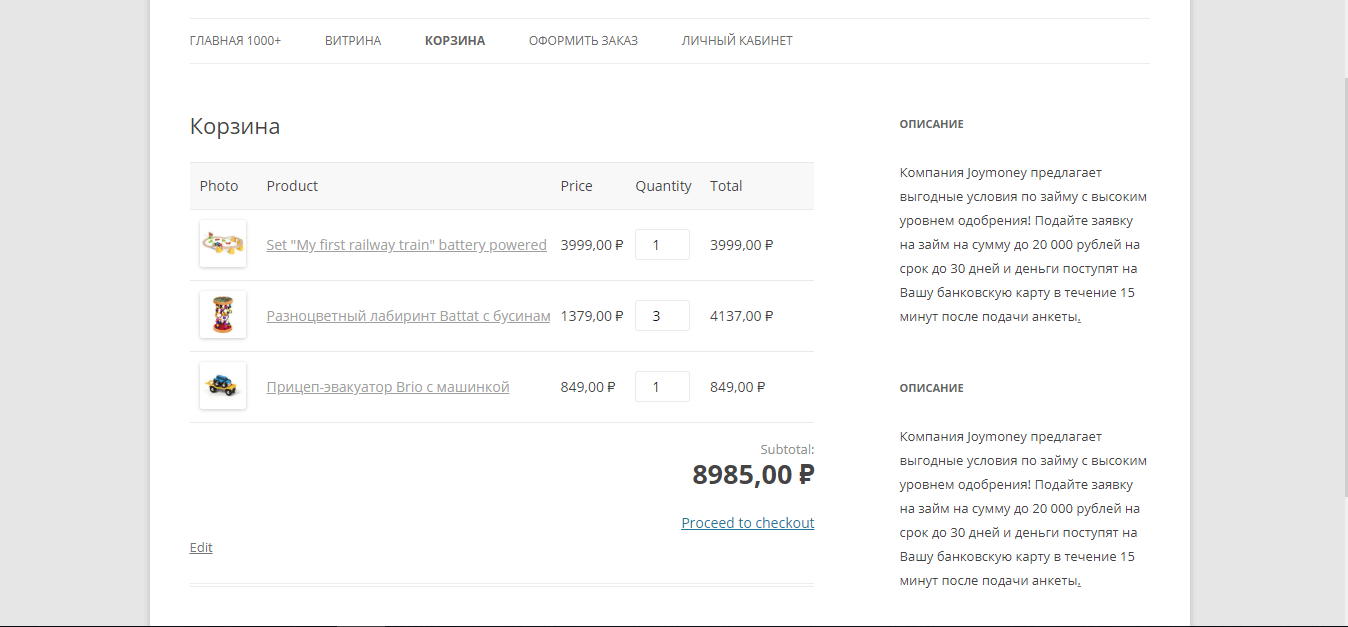 ГЛАВНАЯ 1000+ ВИТРИНА КОРЗИНА ОФОРМИТЬ ЗАКАЗ ЛИЧНЫЙ КАБИНЕТ
Корзина
Photo Product Price Quantity Total
Set "My first railway train" battery powered 3999,00 ₽ 1 3999,00 ₽
Разноцветный лабиринт Battat с бусинам 1379,00 ₽ 3 4137,00 ₽
Прицеп-эвакуатор Brio с машинкой 849,00 ₽ 1 849,00 ₽
Subtotal:
8985,00 ₽
Proceed to checkout
Edit
ОПИСАНИЕ
Компания Joymoney предлагает
выгодные условия по займу с высоким
уровнем одобрения! Подайте заявку
на займ на сумму до 20 000 рублей на
срок до 30 дней и деньги поступят на
Вашу банковскую карту в течение 15
минут после подачи анкеты.
ОПИСАНИЕ
Компания Joymoney предлагает
выгодные условия по займу с высоким
уровнем одобрения! Подайте заявку
на займ на сумму до 20 000 рублей на
срок до 30 дней и деньги поступят на
Вашу банковскую карту в течение 15
минут после подачи анкеты.